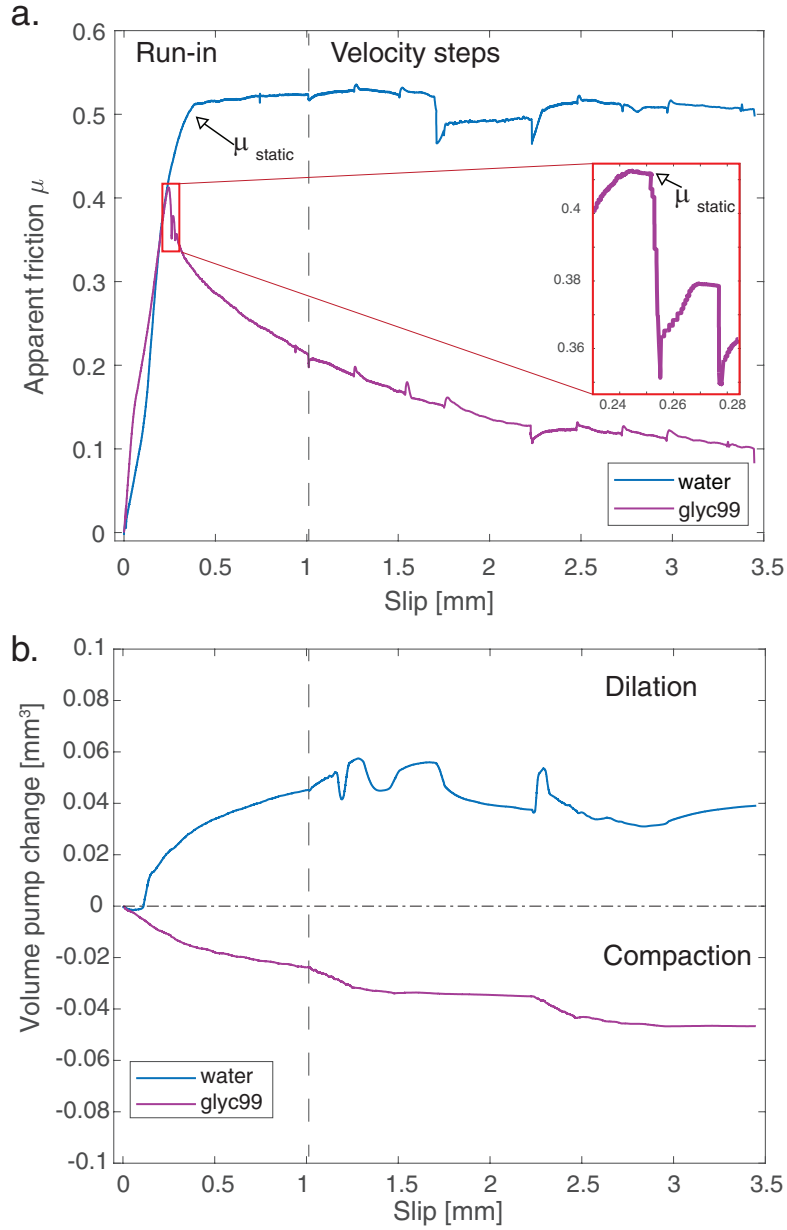 a.
Run-in
Velocity steps
Apparent friction μ
0.6
0.5
0.4
0.3
0.2
0.1
0
μ static
μ static
0.4
0.38
0.36
0.24
0.26
0.28
water
glyc99
0 0.5 1 1.5 2 2.5 3 3.5
Slip [mm]
b.
Dilation
Compaction
Volume pump change [mm³]
0.1
0.08
0.06
0.04
0.02
0
-0.02
-0.04
-0.06
-0.08
-0.1
water
glyc99
0 0.5 1 1.5 2 2.5 3 3.5
Slip [mm]